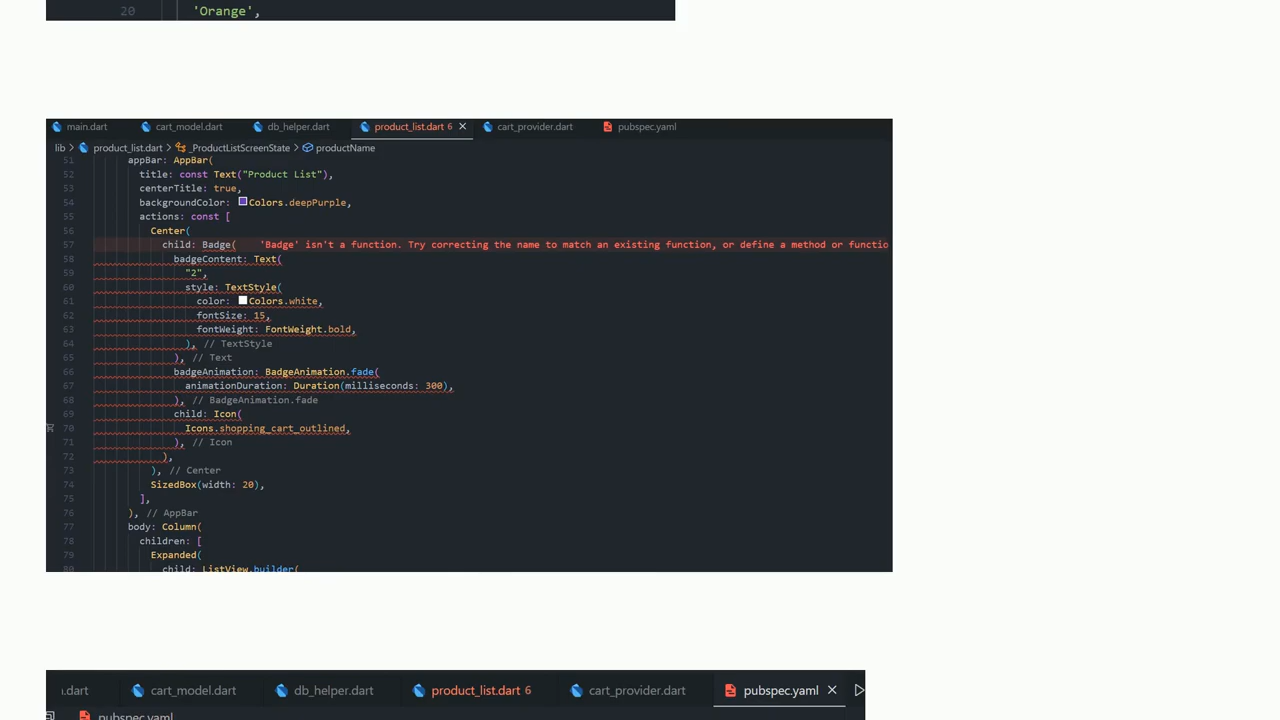 20 'Orange',
main.dart cart_model.dart db_helper.dart product_list.dart 6 cart_provider.dart pubspec.yaml
lib > product_list.dart > _ProductListScreenState > productName
51 appBar: AppBar(
52 title: const Text("Product List"),
53 centerTitle: true,
54 backgroundColor: Colors.deepPurple,
55 actions: const [
56 Center(
57 child: Badge( 'Badge' isn't a function. Try correcting the name to match an existing function, or define a method or functio
58 badgeContent: Text(
59 "2",
60 style: TextStyle(
61 color: Colors.white,
62 fontSize: 15,
63 fontWeight: FontWeight.bold,
64 ), // TextStyle
65 ), // Text
66 badgeAnimation: BadgeAnimation.fade(
67 animationDuration: Duration(milliseconds: 300),
68 ), // BadgeAnimation.fade
69 child: Icon(
70 Icons.shopping_cart_outlined,
71 ), // Icon
72 ),
73 ), // Center
74 SizedBox(width: 20),
75 ],
76 ), // AppBar
77 body: Column(
78 children: [
79 Expanded(
80 child: ListView.builder(
.dart cart_model.dart db_helper.dart product_list.dart 6 cart_provider.dart pubspec.yaml
pubspec.yaml